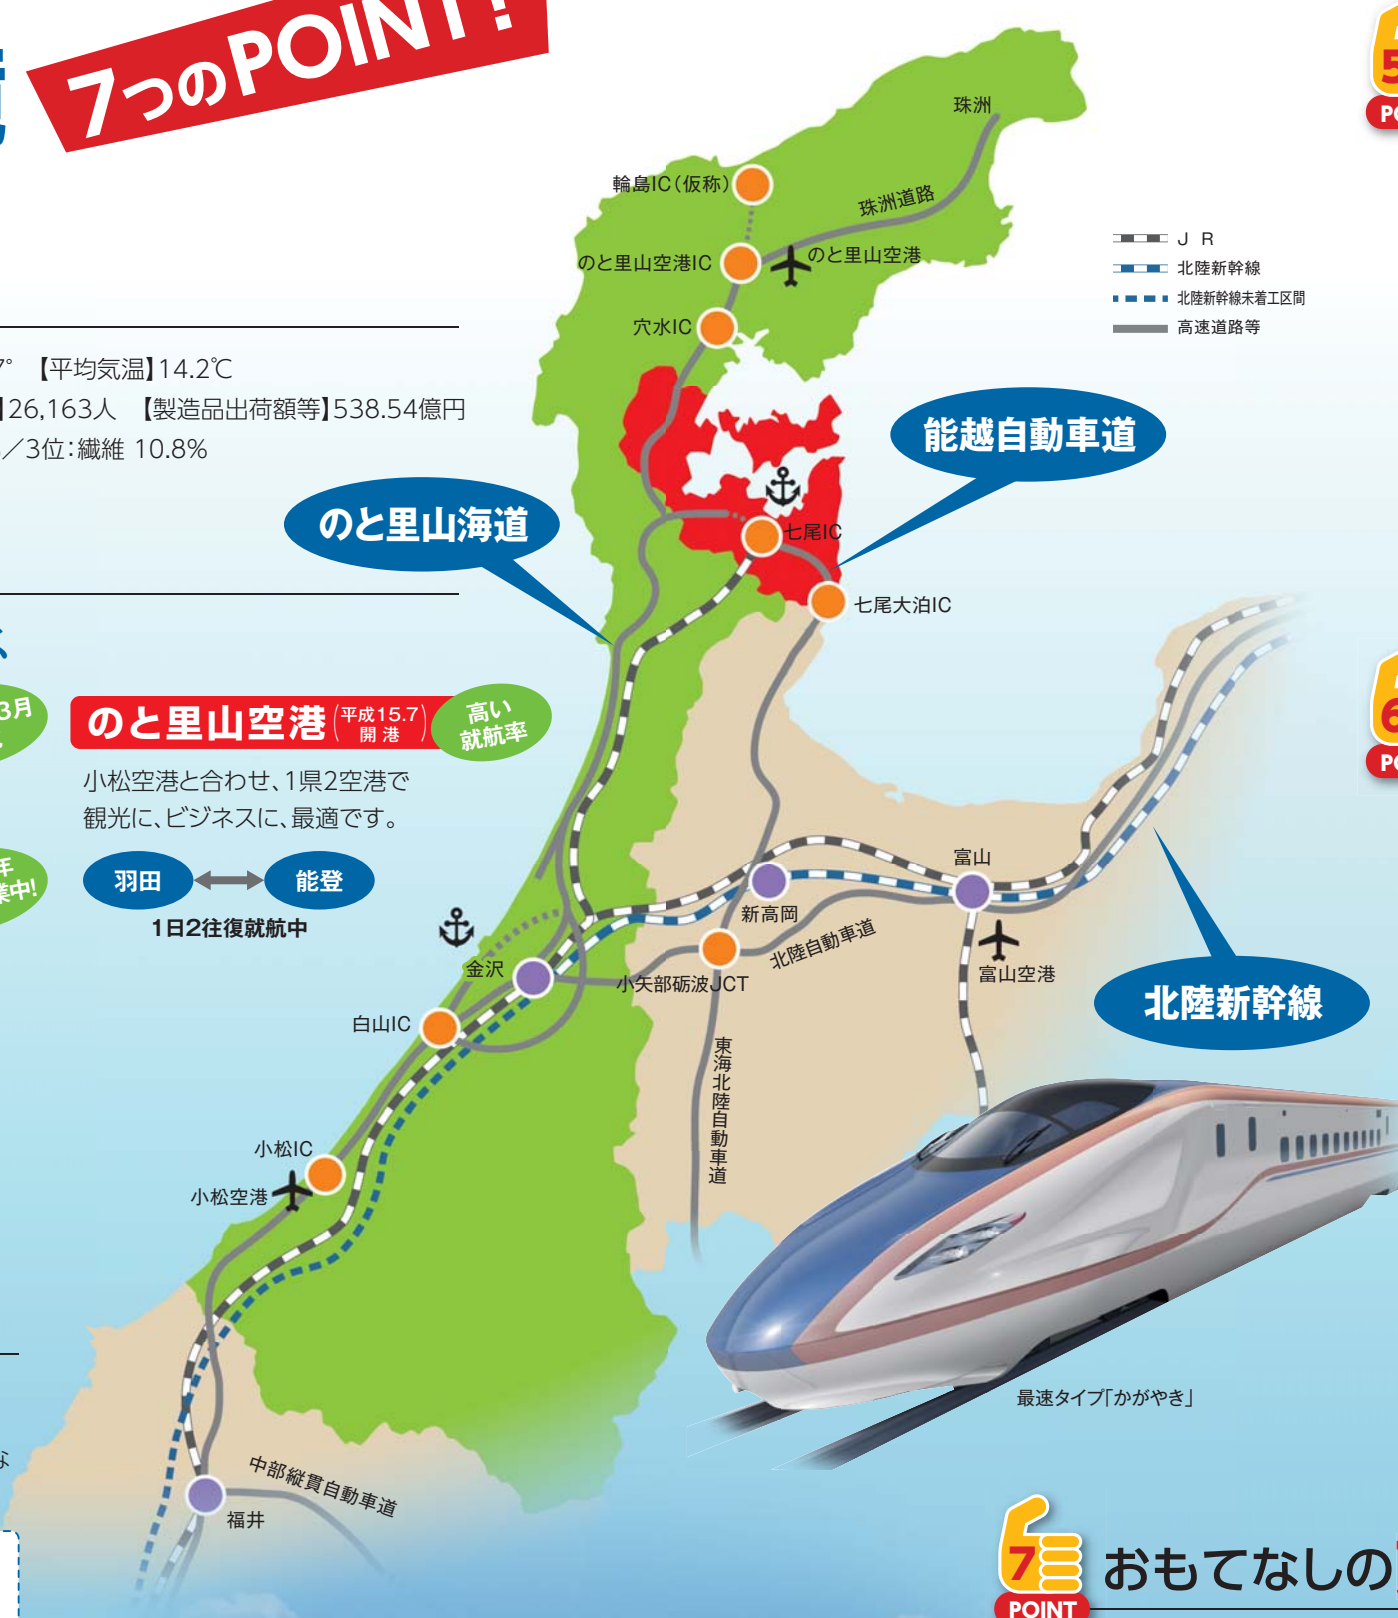 7つのPOINT!
珠洲
輪島IC（仮称）
珠洲道路
のと里山空港IC
のと里山空港
穴水IC
J R
北陸新幹線
北陸新幹線未着工区間
高速道路等
【平均気温】14.2℃
26,163人 【製造品出荷額等】538.54億円
／3位：繊維 10.8%
能越自動車道
のと里山海道
七尾IC
七尾大泊IC
3月
のと里山空港（平成15.7開港）
高い
就航率
小松空港と合わせ、1県2空港で
観光に、ビジネスに、最適です。
羽田
能登
1日2往復就航中
年
業中!
富山
新高岡
北陸自動車道
金沢
小矢部砺波JCT
富山空港
白山IC
北陸新幹線
東海北陸自動車道
小松IC
小松空港
最速タイプ「かがやき」
な
中部縦貫自動車道
福井
5
6
7
POINT
おもてなしの